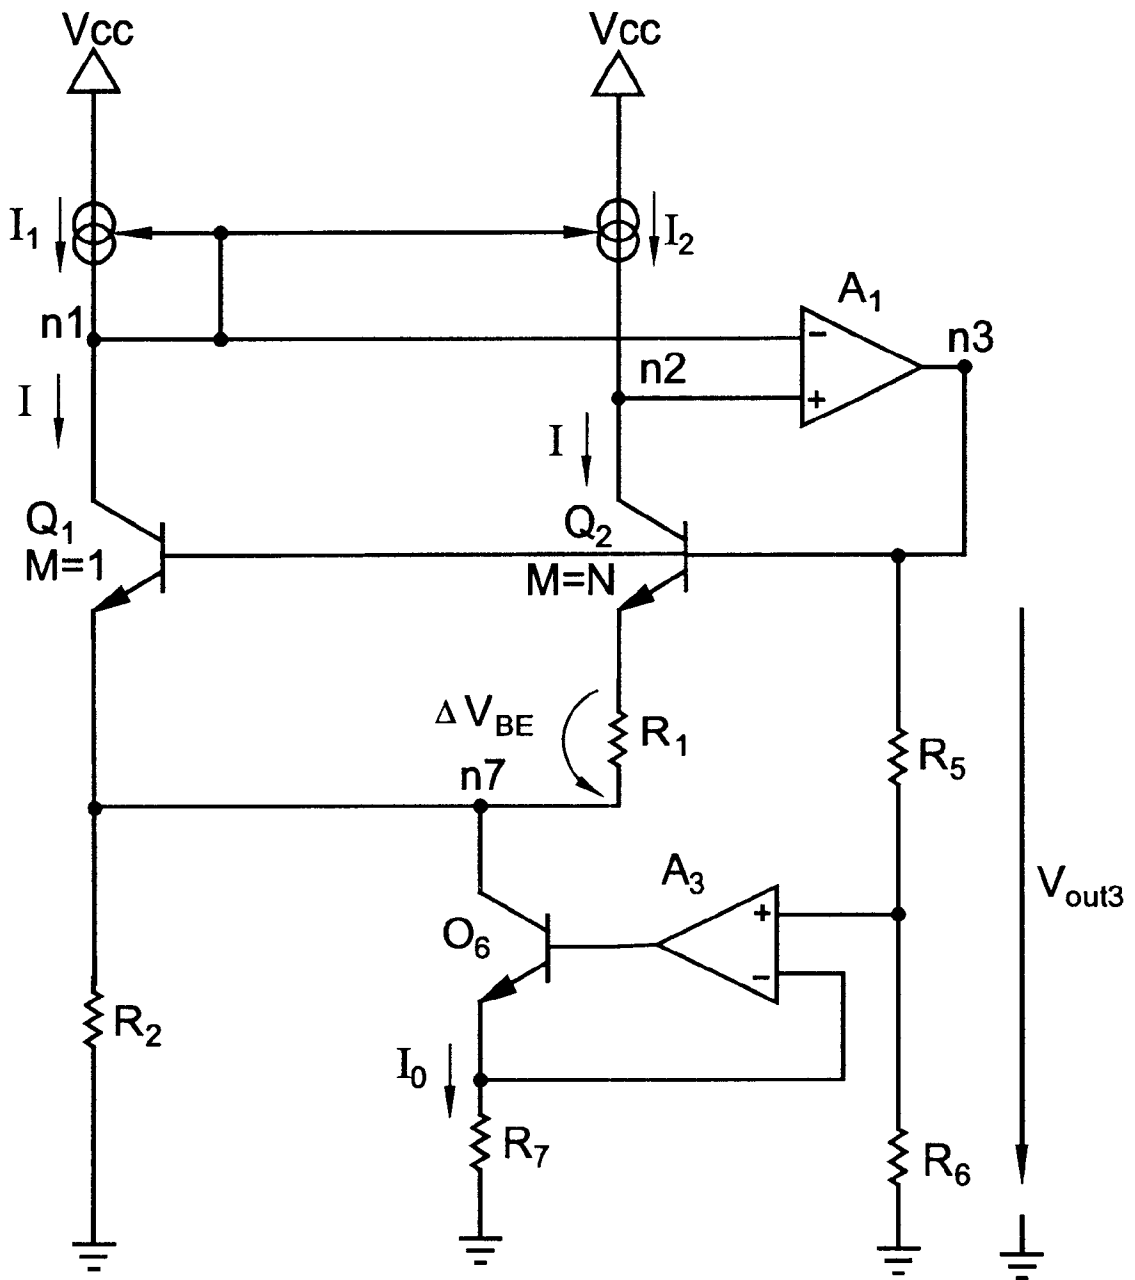 Vcc
Vcc
I1
I2
A1
n1
−
n3
n2
+
I
I
Q1
M=1
Q2
M=N
Δ VBE
R1
n7
R5
A3
+
−
Vout3
O6
R2
I0
R7
R6